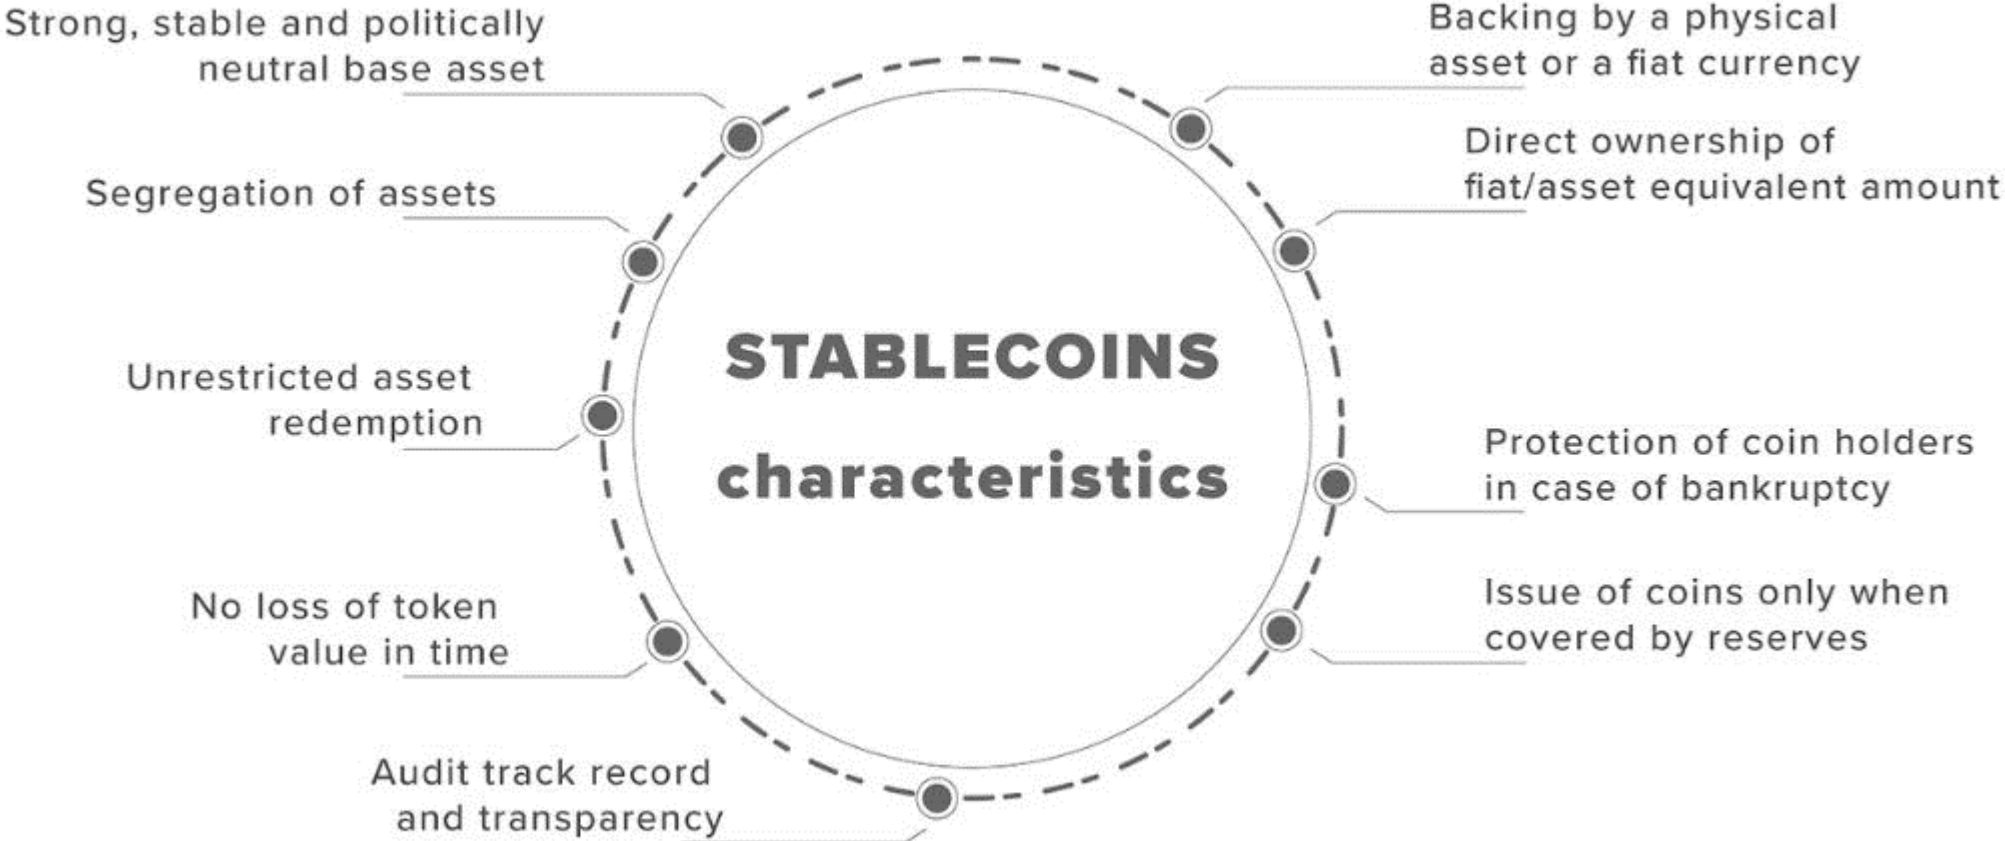 Strong, stable and politically
neutral base asset
Segregation of assets
Unrestricted asset
redemption
No loss of token
value in time
Audit track record
and transparency
STABLECOINS
characteristics
Backing by a physical
asset or a fiat currency
Direct ownership of
fiat/asset equivalent amount
Protection of coin holders
in case of bankruptcy
Issue of coins only when
covered by reserves